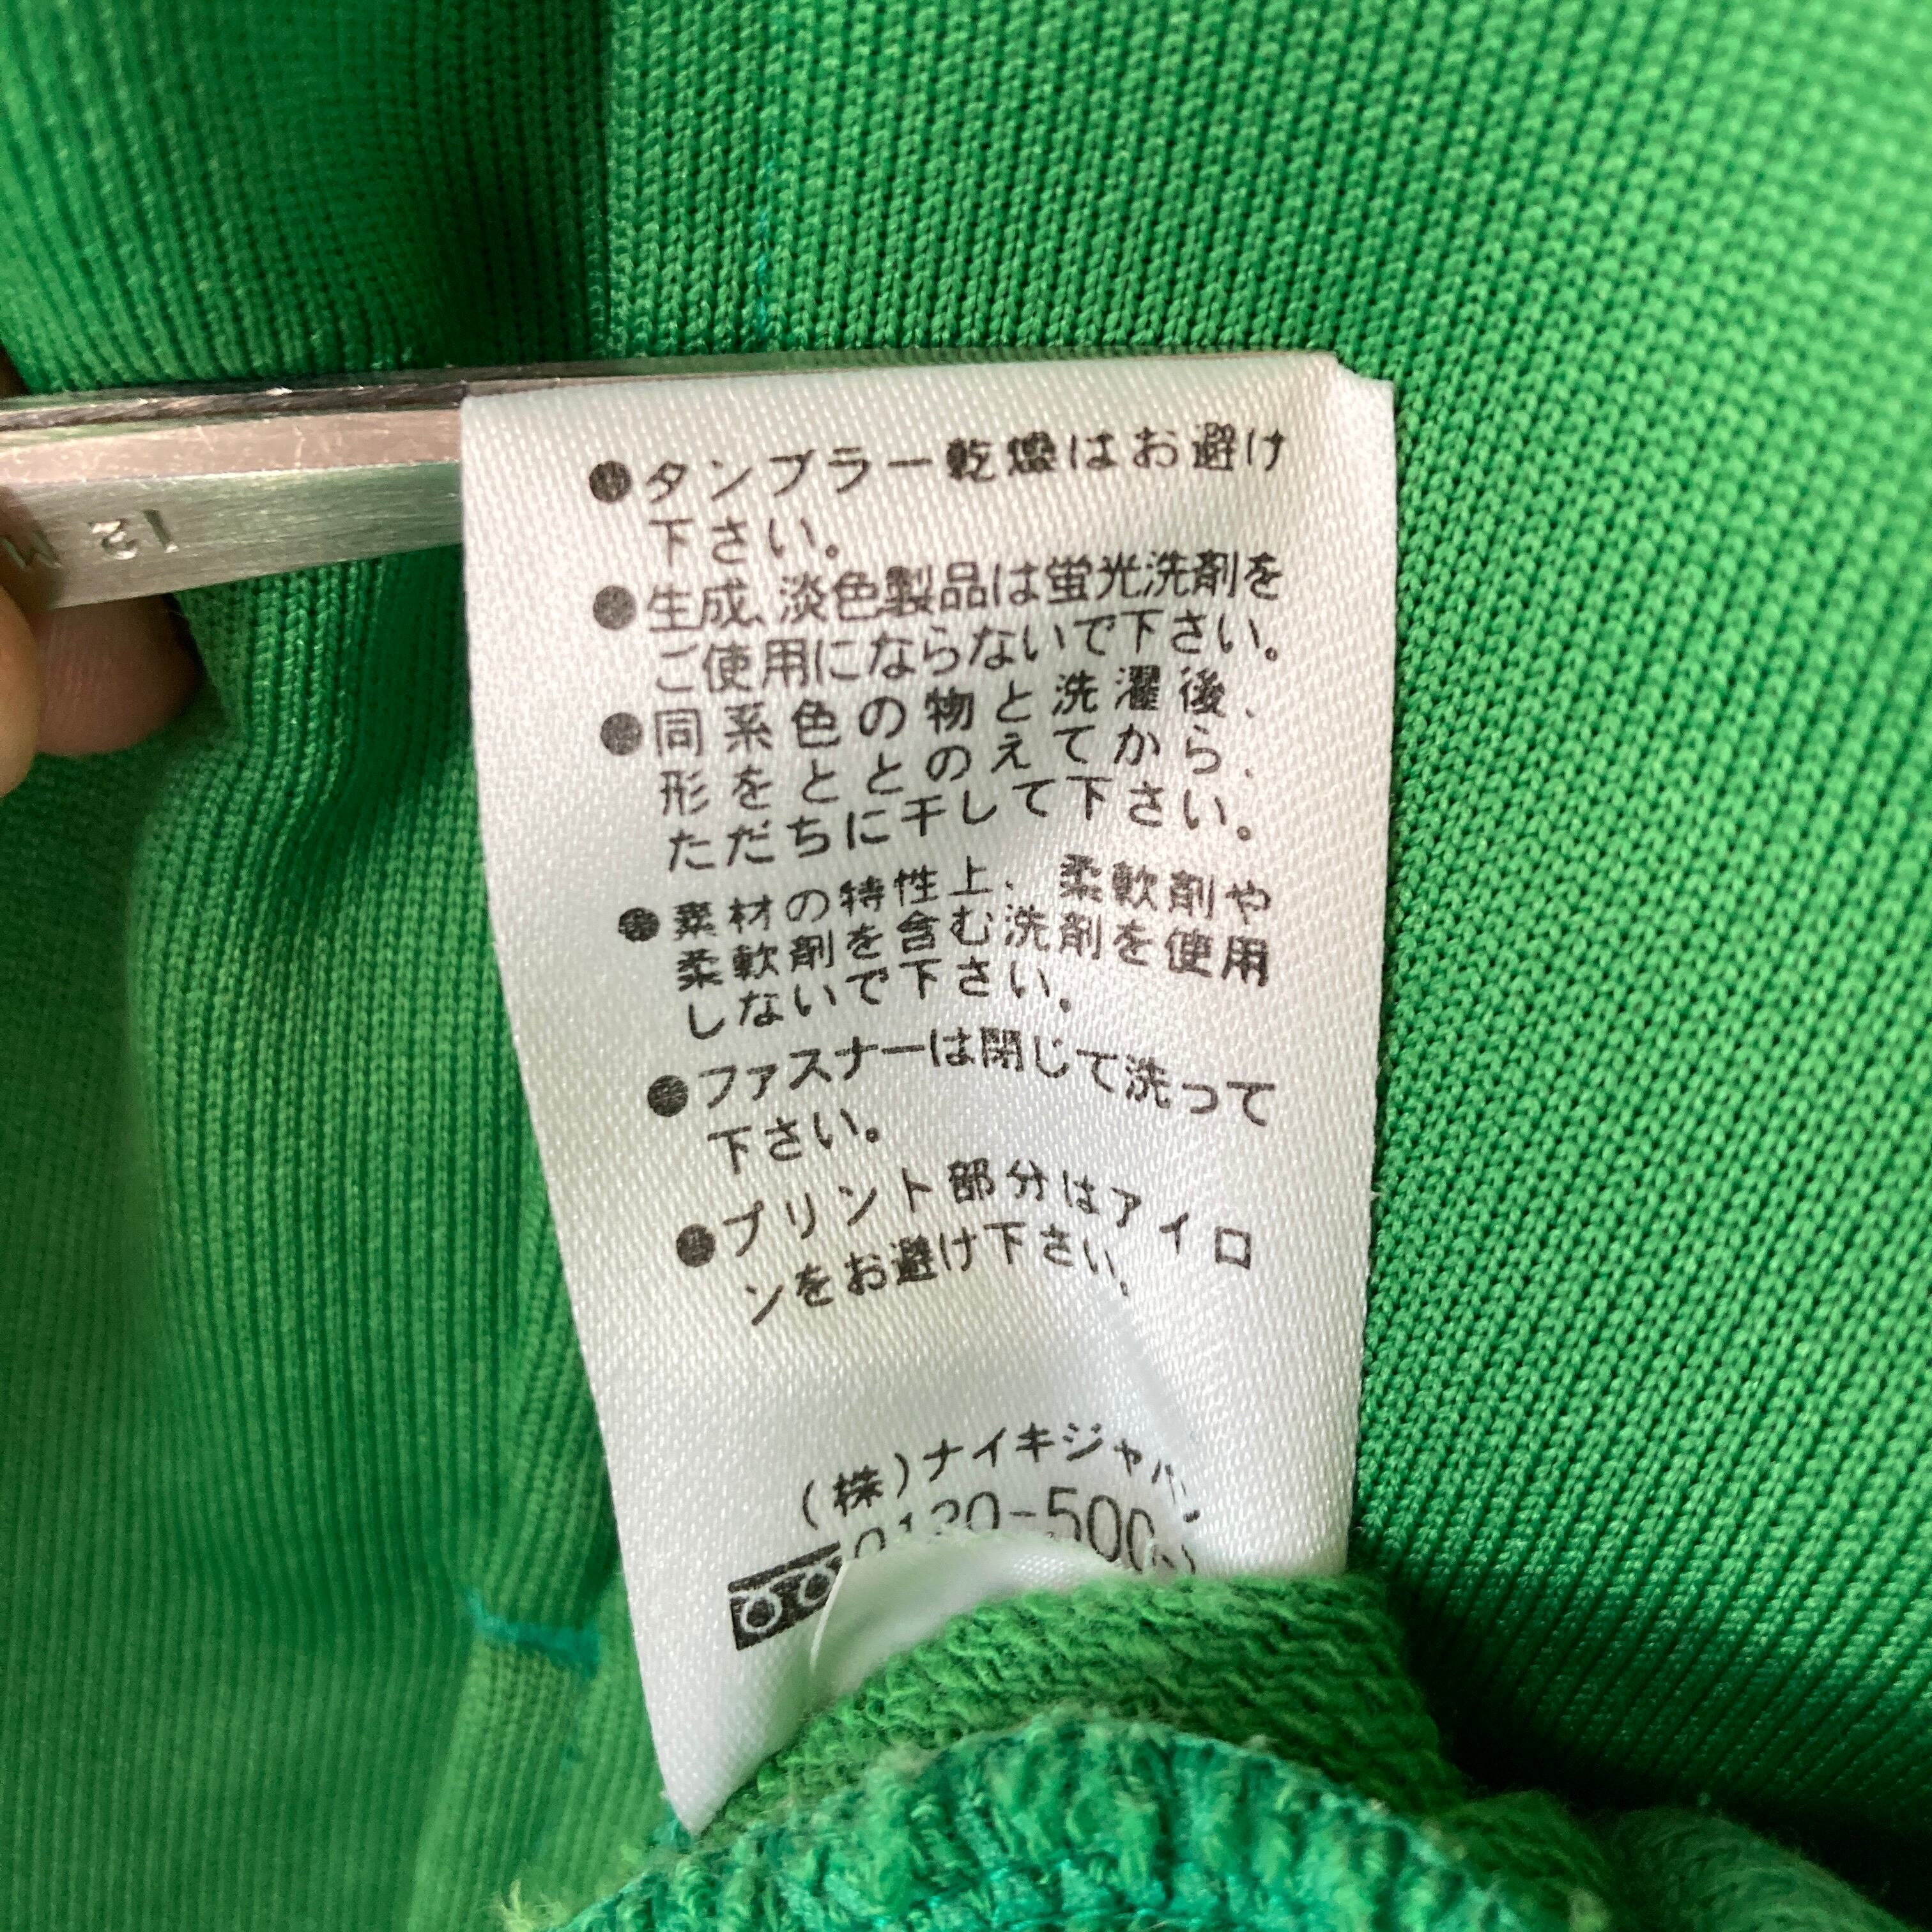 ●タンブラー乾燥はお避け
下さい。
●生成、淡色製品は蛍光洗剤を
ご使用にならないで下さい。
●同系色の物と洗濯後、
形をととのえてから、
ただちに干して下さい。
●素材の特性上、柔軟剤や
柔軟剤を含む洗剤を使用
しないで下さい。
●ファスナーは閉じて洗って
下さい。
●プリント部分はアイロ
ンをお避け下さい。
(株)ナイキジャパン
0120-500-
12 M